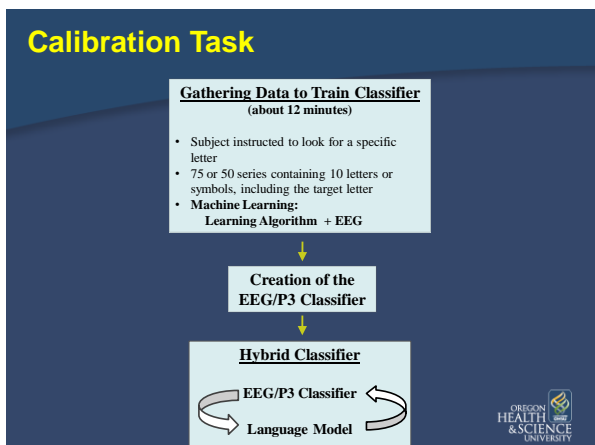 Calibration Task
Gathering Data to Train Classifier
(about 12 minutes)
• Subject instructed to look for a specific
letter
• 75 or 50 series containing 10 letters or
symbols, including the target letter
• Machine Learning:
Learning Algorithm + EEG
Creation of the
EEG/P3 Classifier
Hybrid Classifier
EEG/P3 Classifier
Language Model
OREGON
HEALTH
& SCIENCE
UNIVERSITY